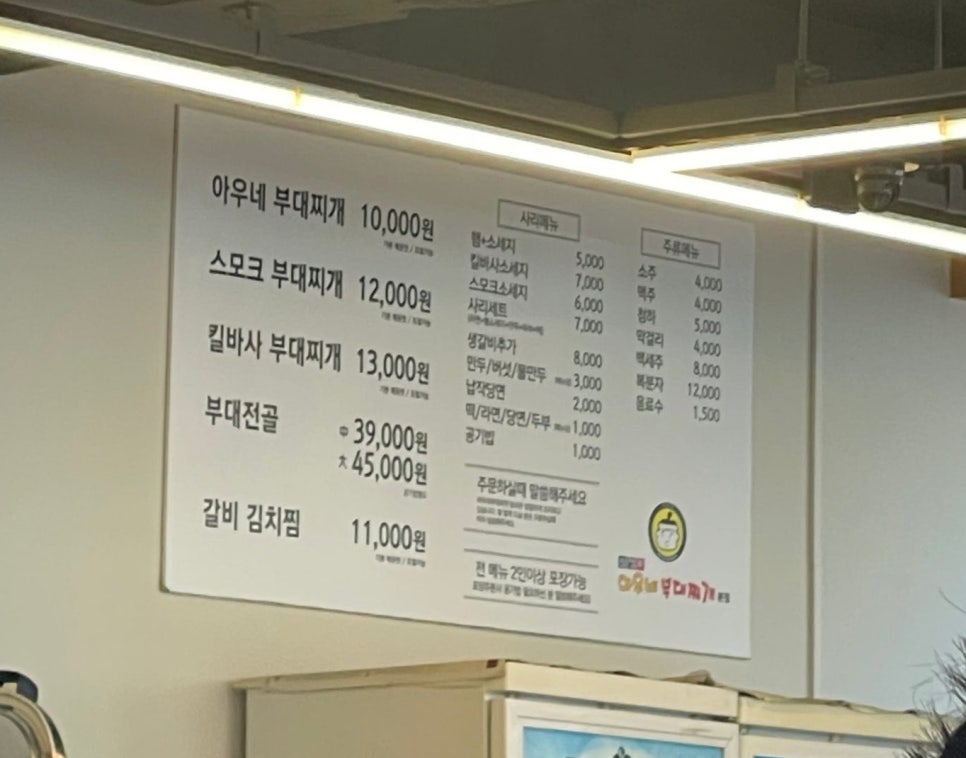 아우네 부대찌개 10,000원
스모크 부대찌개 12,000원
킬바사 부대찌개 13,000원
부대전골 中 39,000원
大 45,000원
갈비 김치찜 11,000원
사리메뉴
햄+소세지 5,000
킬바사소세지 7,000
스모크소세지 6,000
사리세트 7,000
생갈비추가 8,000
만두/버섯/물만두 3,000
납작당면 2,000
떡/라면/당면/두부 1,000
공기밥 1,000
주문하실때 말씀해주세요
전 메뉴 2인이상 포장가능
주류메뉴
소주 4,000
맥주 4,000
청하 5,000
막걸리 4,000
백세주 8,000
복분자 12,000
음료수 1,500
아우네 부대찌개 본점